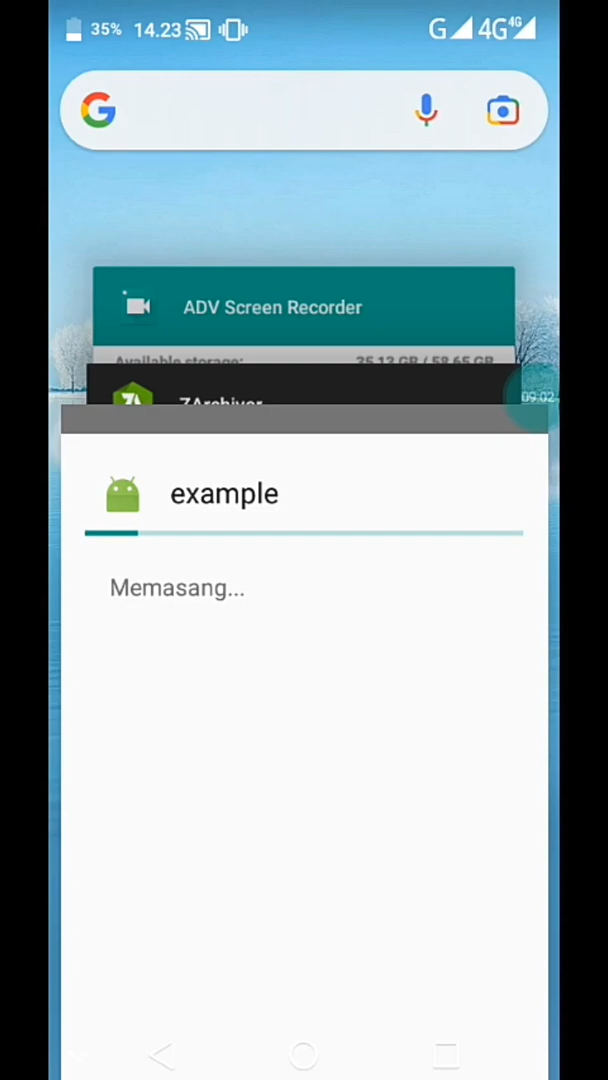 35% 14.23 G 4G 4G
ADV Screen Recorder
Available storage: 35.13 GB / 58.65 GB
ZArchiver
09:02
example
Memasang...